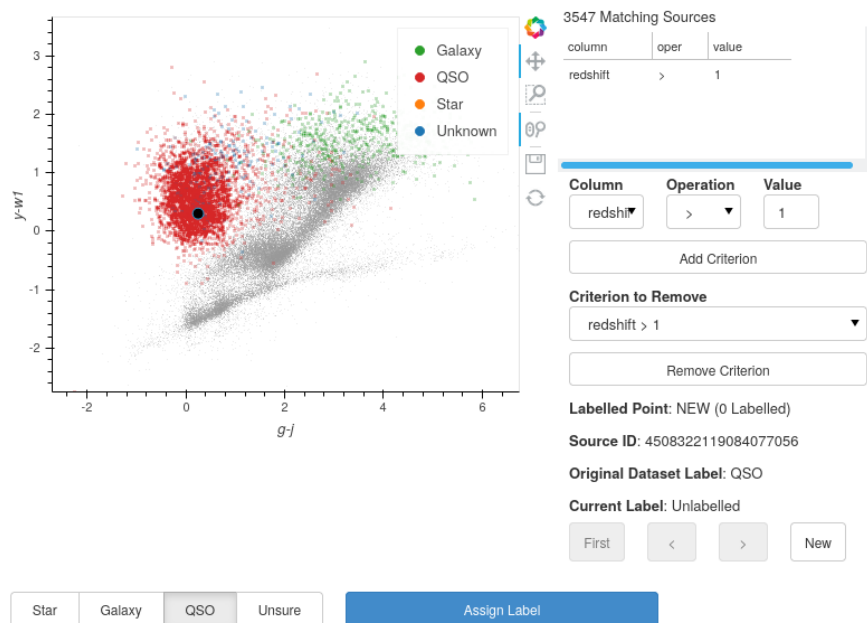 3547 Matching Sources
column oper value
redshift > 1
Galaxy
QSO
Star
Unknown
3
2
1
0
-1
-2
y-w1
-2 0 2 4 6
g-j
Column Operation Value
redshif > 1
Add Criterion
Criterion to Remove
redshift > 1
Remove Criterion
Labelled Point: NEW (0 Labelled)
Source ID: 4508322119084077056
Original Dataset Label: QSO
Current Label: Unlabelled
First < > New
Star Galaxy QSO Unsure Assign Label